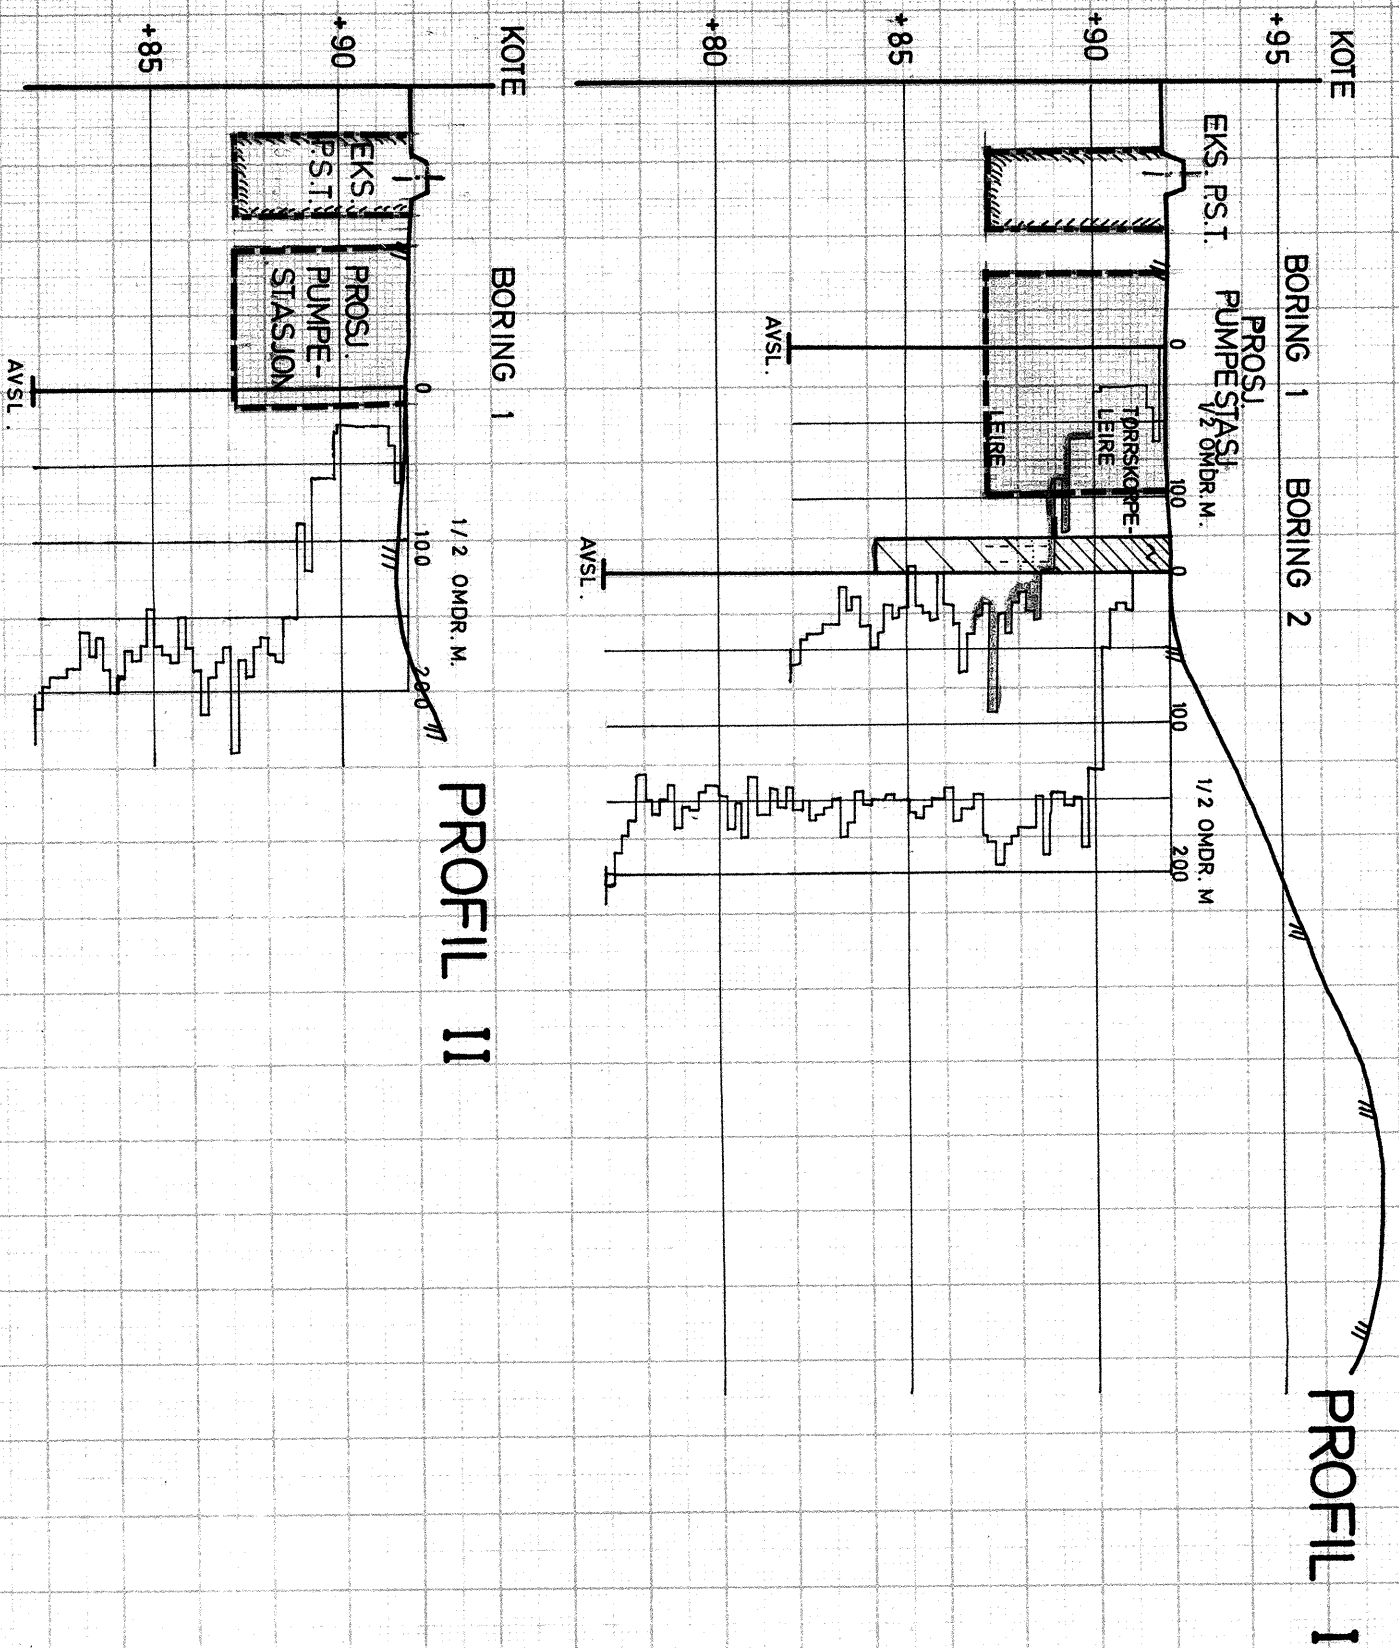 PROFIL I
KOTE
+95
+90
+85
+80
EKS. P.S.T.
BORING 1
PROSJ.
PUMPESTASJ.
1/2 OMDR.M.
BORING 2
0
100
TØRRSKORPE-
LEIRE
LEIRE
AVSL.
0
100
200
1/2 OMDR. M
AVSL.
PROFIL II
KOTE
+90
+85
EKS.
P.S.T.
BORING 1
PROSJ.
PUMPE-
STASJON
0
100
200
1/2 OMDR. M.
AVSL.